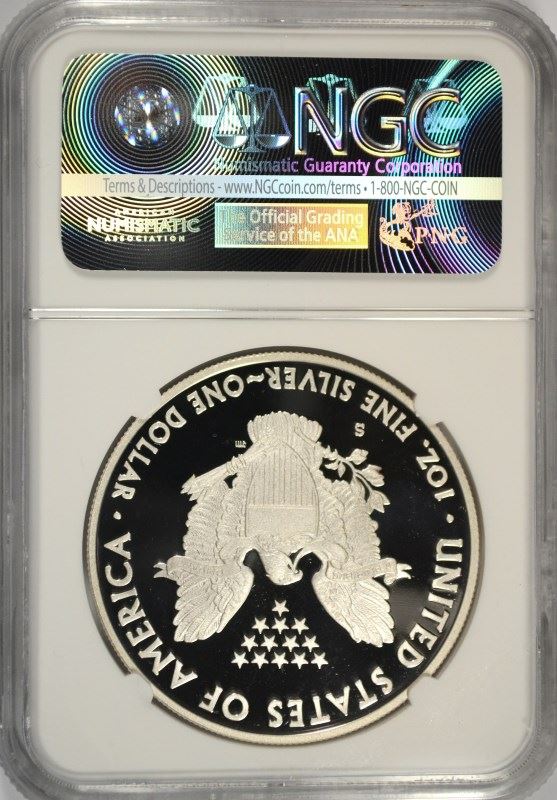 NGC
Numismatic Guaranty Corporation
Terms & Descriptions - www.NGCcoin.com/terms • 1-800-NGC-COIN
AMERICAN
NUMISMATIC
ASSOCIATION
The Official Grading
Service of the ANA
PNG
UNITED STATES OF AMERICA
1 OZ. FINE SILVER~ONE DOLLAR
S